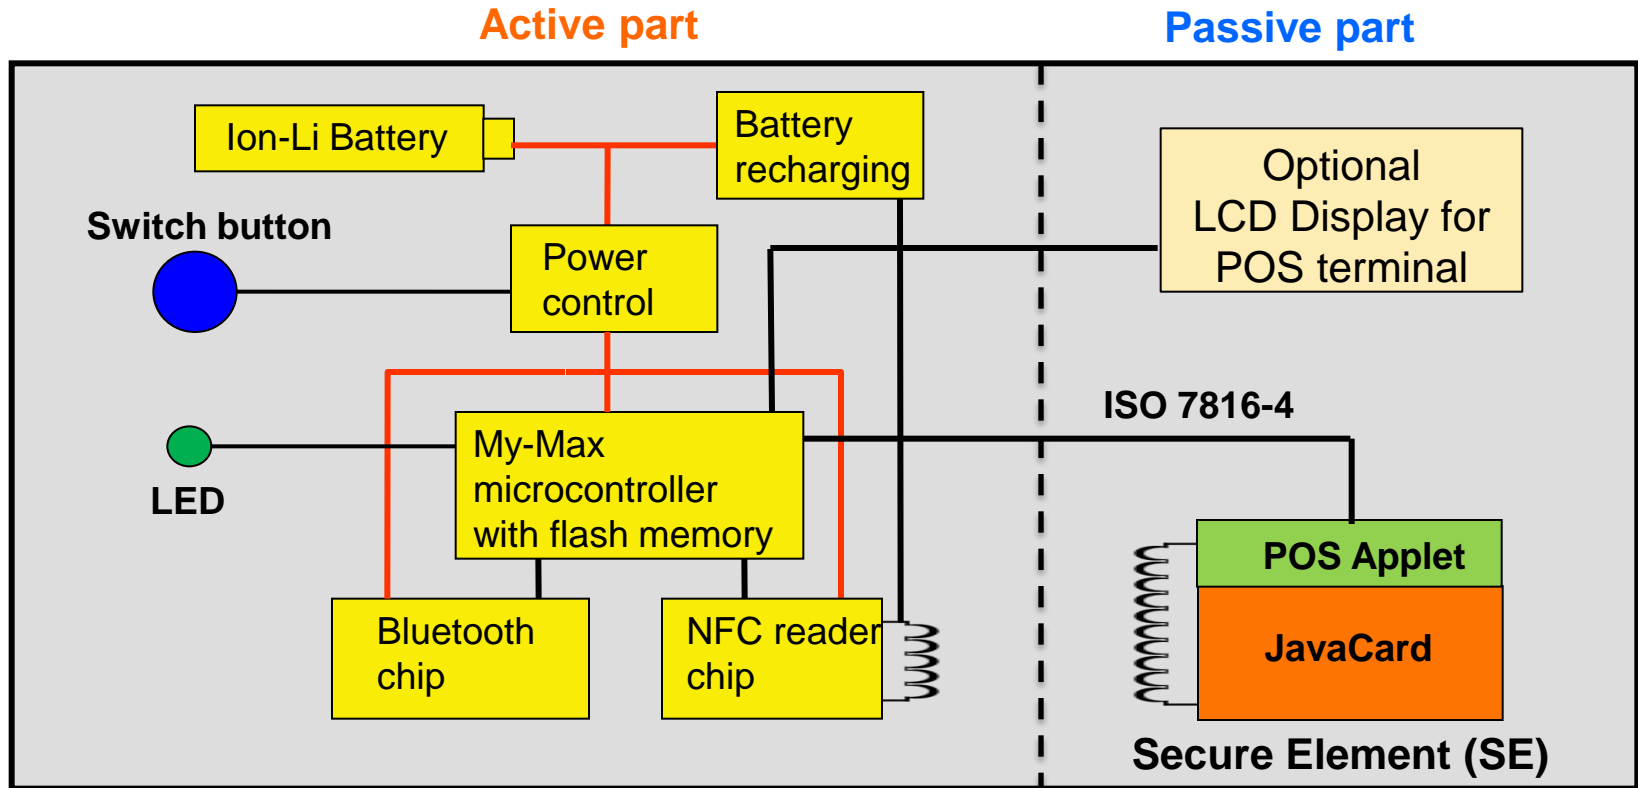 Active part
Passive part
Ion-Li Battery
Battery
recharging
Optional
LCD Display for
POS terminal
Switch button
Power
control
ISO 7816-4
My-Max
microcontroller
with flash memory
LED
POS Applet
JavaCard
Bluetooth
chip
NFC reader
chip
Secure Element (SE)